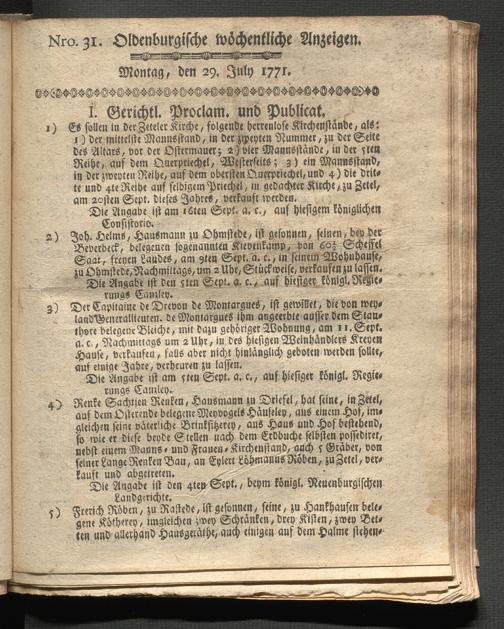 Nro. 31. Oldenburgische wöchentliche Anzeigen.
Montag, den 29. July 1771.
I. Gerichtl. Proclam. und Publicat.
1) Es sollen in der Zeteler Kirche, folgende herrenlose Kirchenstände, als:
1) der mittelste Mannsstand, in der zweyten Nummer, zu der Seite
des Altars, vor der Ostermauer; 2) vier Mannsstände, in der 3ten
Reihe, auf dem Querpriechel, Westerseits; 3) ein Mannsstand,
in der zweyten Reihe, auf dem obersten Querpriechel, und 4) die drit-
te und 4te Reihe auf selbigem Priechel, in gedachter Kirche, zu Zetel,
am 20sten Sept. dieses Jahres, verkauft werden.
Die Angabe ist am 16ten Sept. a. c., auf hiesigem königlichen
Consistorio.
2) Joh. Helms, Hausmann zu Ohmstede, ist gesonnen, seinen, bey der
Beverbeck, belegenen sogenannten Kievenkamp, von 60½ Scheffel
Saat, freyen Landes, am 9ten Sept. a. c., in seinem Wohnhause,
zu Ohmstede, Nachmittags, um 2 Uhr, Stückweise, verkaufen zu lassen.
Die Angabe ist den 5ten Sept. a. c., auf hiesiger königl. Regie-
rungs Canzley.
3) Der Capitaine de Drevon de Montargues, ist gewillet, die von wey-
land Generallieuten. de Montargues ihm angeerbte ausser dem Stau-
thore belegene Bleiche, mit dazu gehöriger Wohnung, am 11. Sept.
a. c., Nachmittags um 2 Uhr, in des hiesigen Weinhändlers Kreyen
Hause, verkaufen, falls aber nicht hinlänglich geboten werden sollte,
auf einige Jahre, verheuren zu lassen.
Die Angabe ist am 5ten Sept. a. c., auf hiesiger königl. Regie-
rungs Canzley.
4) Renke Sachtjen Renken, Hausmann zu Driefel, hat seine, in Zetel,
auf dem Osterende belegene Meyvogels Häuseley, aus einem Hof, im-
gleichen seine väterliche Brinksitzerey, aus Haus und Hof bestehend,
so wie er diese beyde Stellen nach dem Erdbuche selbsten possediret,
nebst einem Manns- und Frauen-Kirchenstand, auch 5 Gräber, von
seiner Lange Renken Bau, an Eylert Löhmanns Röben, zu Zetel, ver-
kauft und abgetreten.
Die Angabe ist den 4ten Sept., beym königl. Neuenburgischen
Landgerichte.
5) Frerich Röben, zu Rastede, ist gesonnen, seine, zu Hankhausen bele-
gene Kötherey, imgleichen zwey Schränken, drey Kisten, zwey Bet-
ten und allerhand Hausgeräthe, auch einigen auf dem Halme stehen-